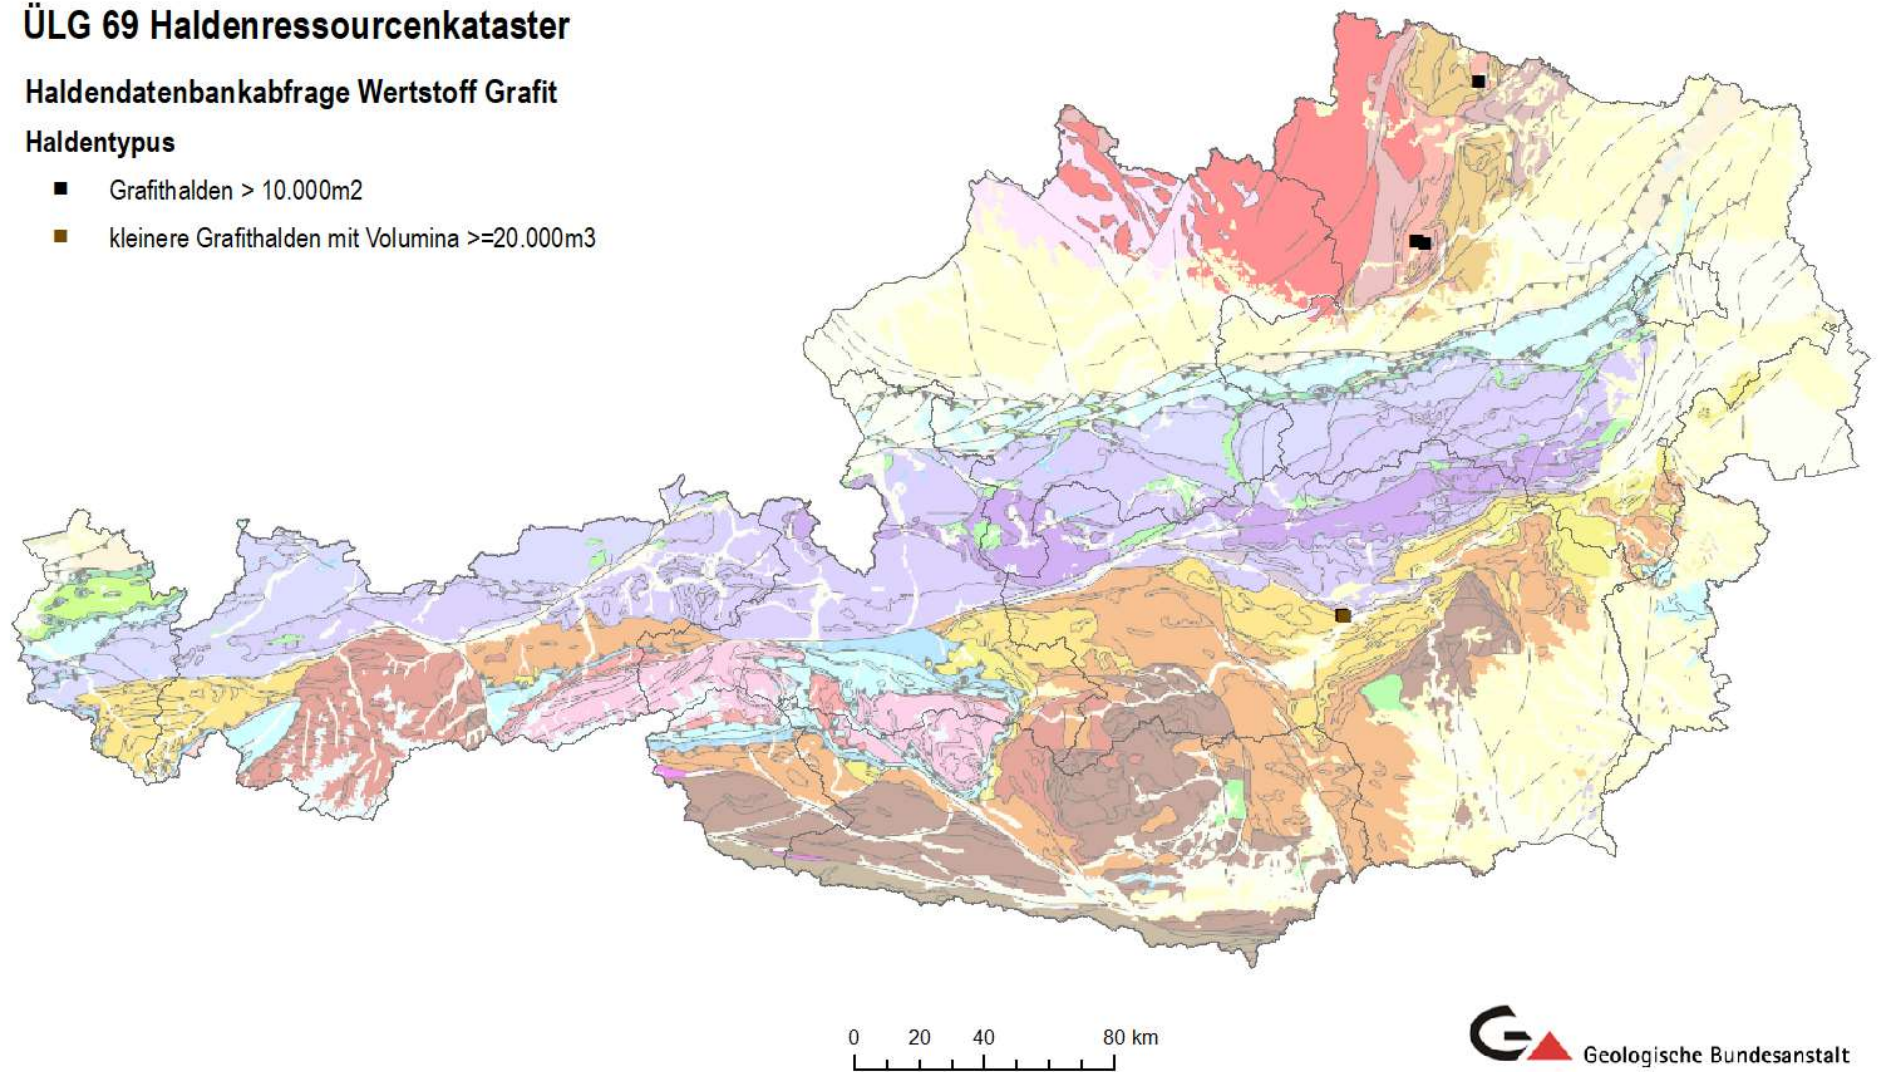 ÜLG 69 Haldenressourcenkataster
Haldendatenbankabfrage Wertstoff Grafit
Haldentypus
Grafithalden > 10.000m2
kleinere Grafithalden mit Volumina >=20.000m3
0 20 40 80 km
Geologische Bundesanstalt